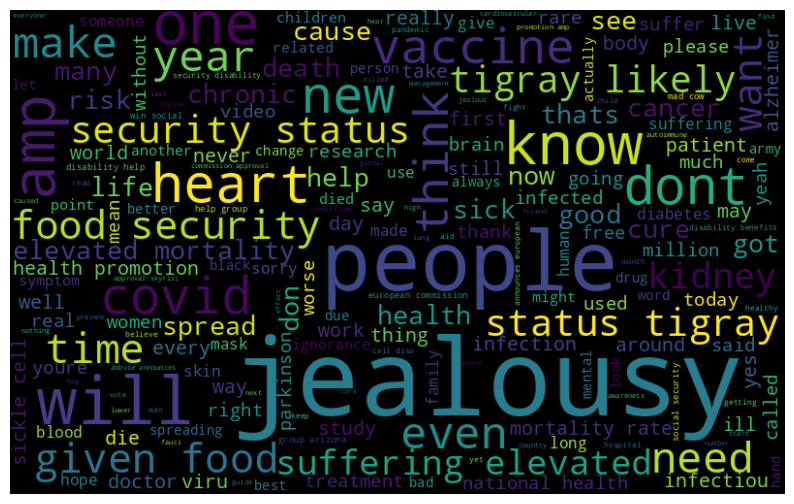 everyone
someone
children
hear
cardiovascular
find
make
many
one
year
cause
related
really
give
rare
see
suffer
live
without
security disability
death
pandemic
vaccine
promotion amp
body
please
want
alzheimer
let
amp
risk
chronic
take
person
killed
management
actually
tigray likely
security status
video
new
last
jealous
first
thats
cancer
mad cow
child
win social
fight
suffering
autoimmune
world
another
never
change
research
think
brain
know
patient
army
disability help
commission approval
still
much
come
life
heart
help
use
global
always
going
dont
yeah
read
caused
point
better
died
say
now
infected
may
food security
mean
help group
condition
high
sick
good
diabetes
disability benefits
friend
elevated mortality
day
made
thank
free
cure
got
black
sorry
lung
aid
human
million
announces european
health promotion
worse
people
drug
month
kidney
symptom
approval skyrizi
covid
don
due
european commission
might
used
word
today
healthy
well
women
effect
health
real
spread
work
thing
status tigray
nothing
prevent
mask
believe
ignorance
infection
around
said
time
every
parkinson
cell diso
mental
yes
youre
skin
family
look
abbvie announces
way
jealousy
sickle cell
big
next
care
awareness
getting
will
vote
right
ill
called
lower
man
keep
social security
blood
spreading
study
even
mortality rate
group arizona
country
hospital
number
start
die
fauci
long
need
given food
suffering elevated
yet
hand
hope
doctor
viru
guide
best
treatment
bad
national health
infectiou